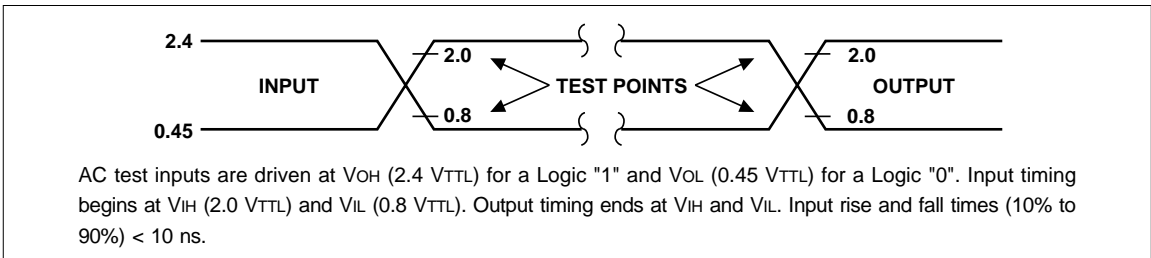 2.4
2.0
2.0
INPUT
TEST POINTS
OUTPUT
0.8
0.8
0.45
AC test inputs are driven at VOH (2.4 VTTL) for a Logic "1" and VOL (0.45 VTTL) for a Logic "0". Input timing
begins at VIH (2.0 VTTL) and VIL (0.8 VTTL). Output timing ends at VIH and VIL. Input rise and fall times (10% to
90%) < 10 ns.